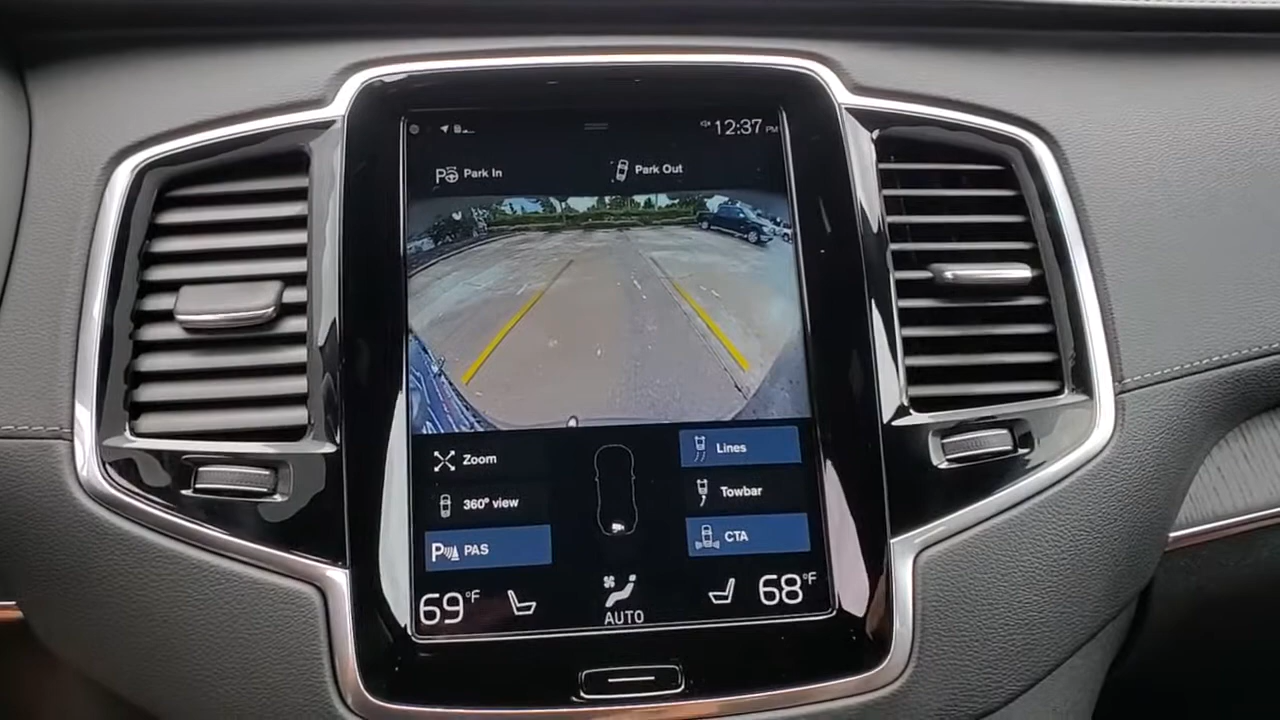 12:37 PM
Park In
Park Out
Zoom
Lines
360° view
Towbar
PAS
CTA
69°F
68°F
AUTO